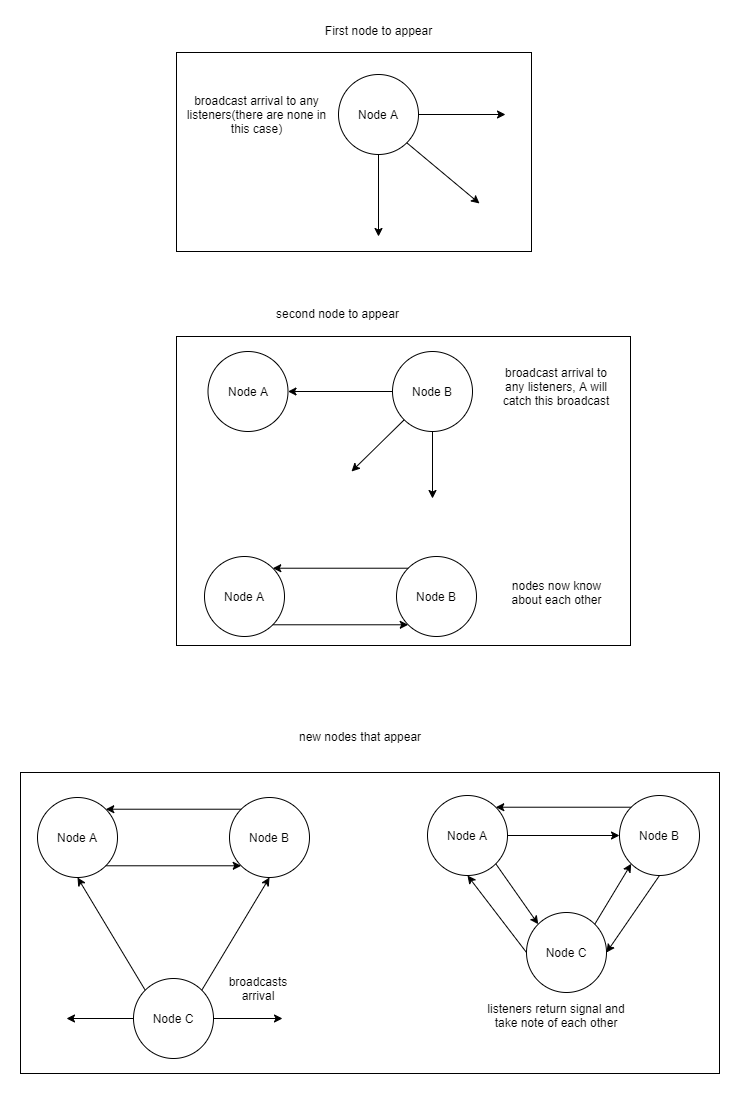 First node to appear
broadcast arrival to any
listeners(there are none in
this case)
Node A
second node to appear
Node A
Node B
broadcast arrival to
any listeners, A will
catch this broadcast
Node A
Node B
nodes now know
about each other
new nodes that appear
Node A
Node B
Node C
broadcasts
arrival
Node A
Node B
Node C
listeners return signal and
take note of each other